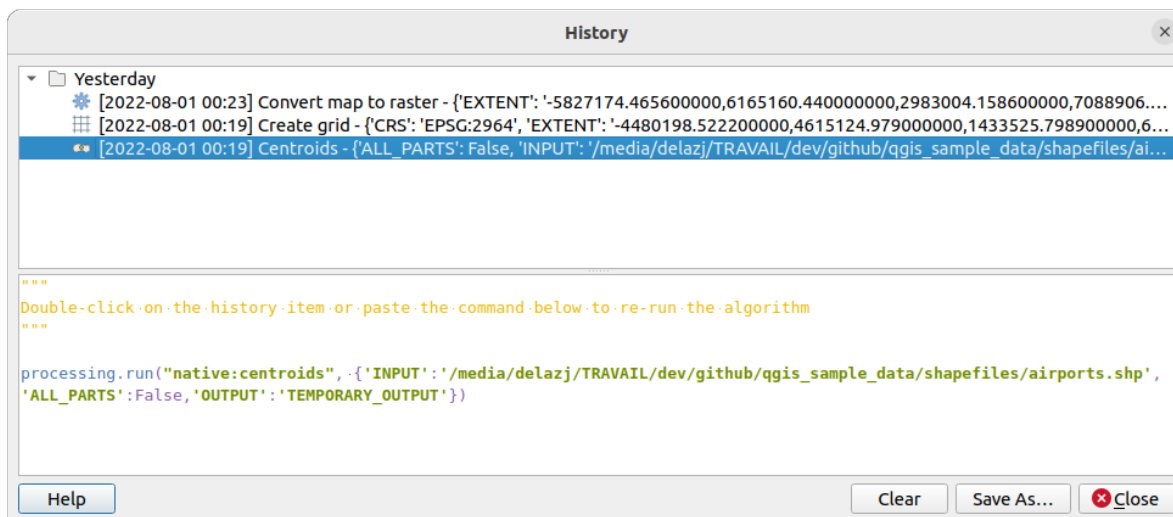 History
Yesterday
[2022-08-01 00:23] Convert map to raster - {'EXTENT': '-5827174.465600000,6165160.440000000,2983004.158600000,7088906....
[2022-08-01 00:19] Create grid - {'CRS': 'EPSG:2964', 'EXTENT': '-4480198.522200000,4615124.979000000,1433525.798900000,6...
[2022-08-01 00:19] Centroids - {'ALL_PARTS': False, 'INPUT': '/media/delazj/TRAVAIL/dev/github/qgis_sample_data/shapefiles/ai...
"""
Double-click·on·the·history·item·or·paste·the·command·below·to·re-run·the·algorithm
"""
processing.run("native:centroids",·{'INPUT':'/media/delazj/TRAVAIL/dev/github/qgis_sample_data/shapefiles/airports.shp',
'ALL_PARTS':False,'OUTPUT':'TEMPORARY_OUTPUT'})
Help Clear Save As... Close